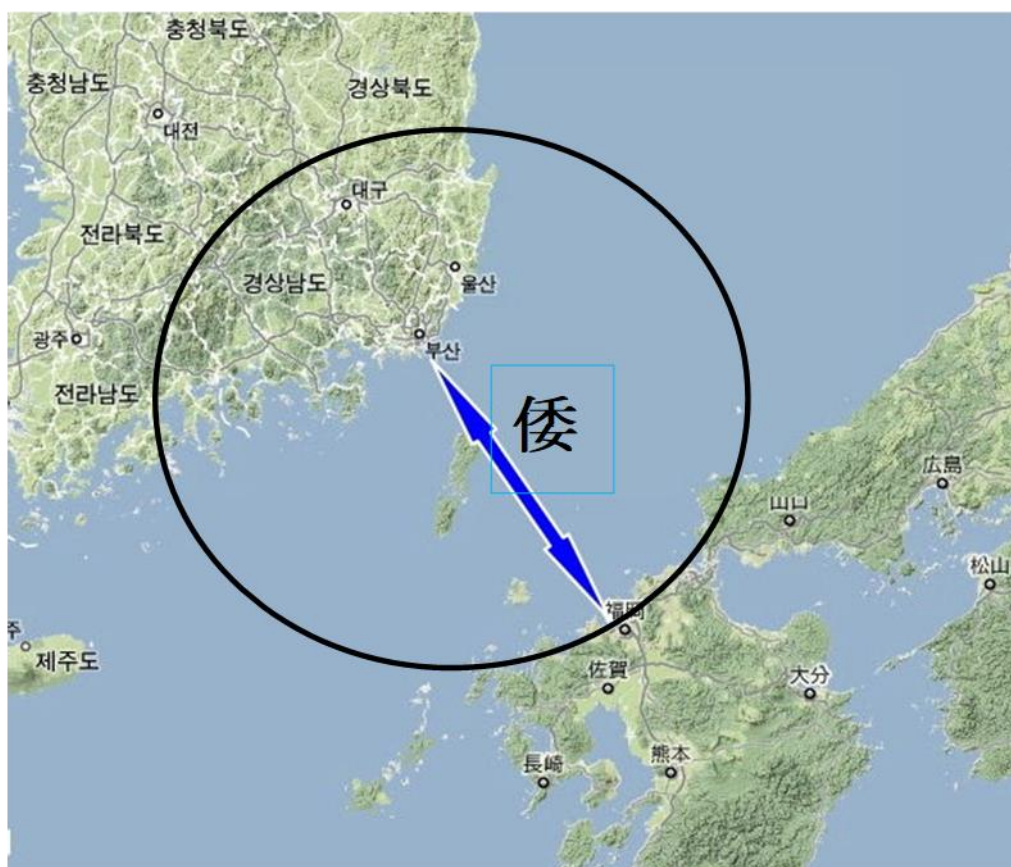 충청북도
충청남도
경상북도
대전
대구
전라북도
경상남도
울산
광주
부산
전라남도
倭
広島
山口
松山
福岡
주
제주도
佐賀
大分
長崎
熊本